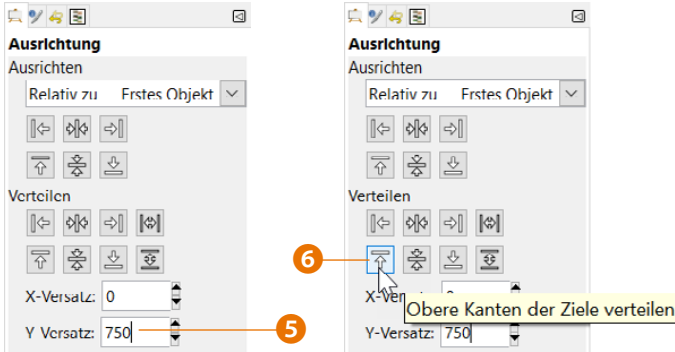 Ausrichtung
Ausrichten
Relativ zu Erstes Objekt
Verteilen
X-Versatz: 0
Y-Versatz: 750
5
Ausrichtung
Ausrichten
Relativ zu Erstes Objekt
Verteilen
6
X-Versatz: 0
Obere Kanten der Ziele verteilen
Y-Versatz: 750